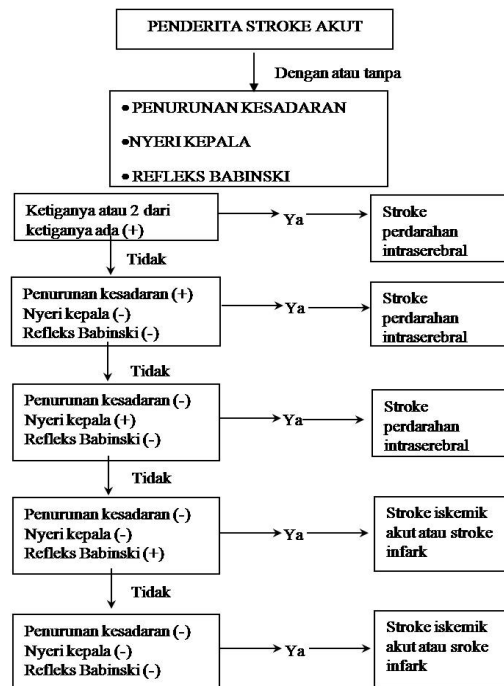 PENDERITA STROKE AKUT
Dengan atau tanpa
• PENURUNAN KESADARAN
•NYERI KEPALA
• REFLEKS BABINSKI
Ketiganya atau 2 dari
ketiganya ada (+)
Ya
Stroke
perdarahan
intraserebral
Tidak
Penurunan kesadaran (+)
Nyeri kepala (-)
Refleks Babinski (-)
Ya
Stroke
perdarahan
intraserebral
Tidak
Penurunan kesadaran (-)
Nyeri kepala (+)
Refleks Babinski (-)
Ya
Stroke
perdarahan
intraserebral
Tidak
Penurunan kesadaran (-)
Nyeri kepala (-)
Refleks Babinski (+)
Ya
Stroke iskemik
akut atau stroke
infark
Tidak
Penurunan kesadaran (-)
Nyeri kepala (-)
Refleks Babinski (-)
Ya
Stroke iskemik
akut atau sroke
infark